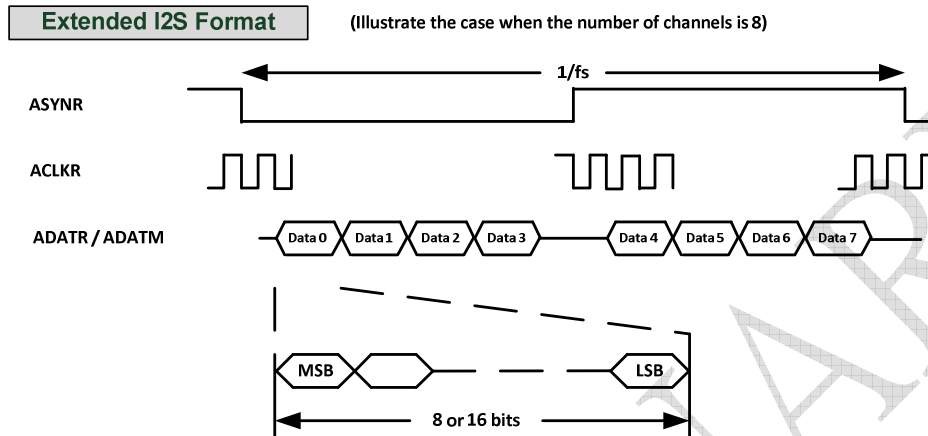 Extended I2S Format
(Illustrate the case when the number of channels is 8)
1/fs
ASYNR
ACLKR
ADATR / ADATM
Data 0 Data 1 Data 2 Data 3 Data 4 Data 5 Data 6 Data 7
MSB LSB
8 or 16 bits